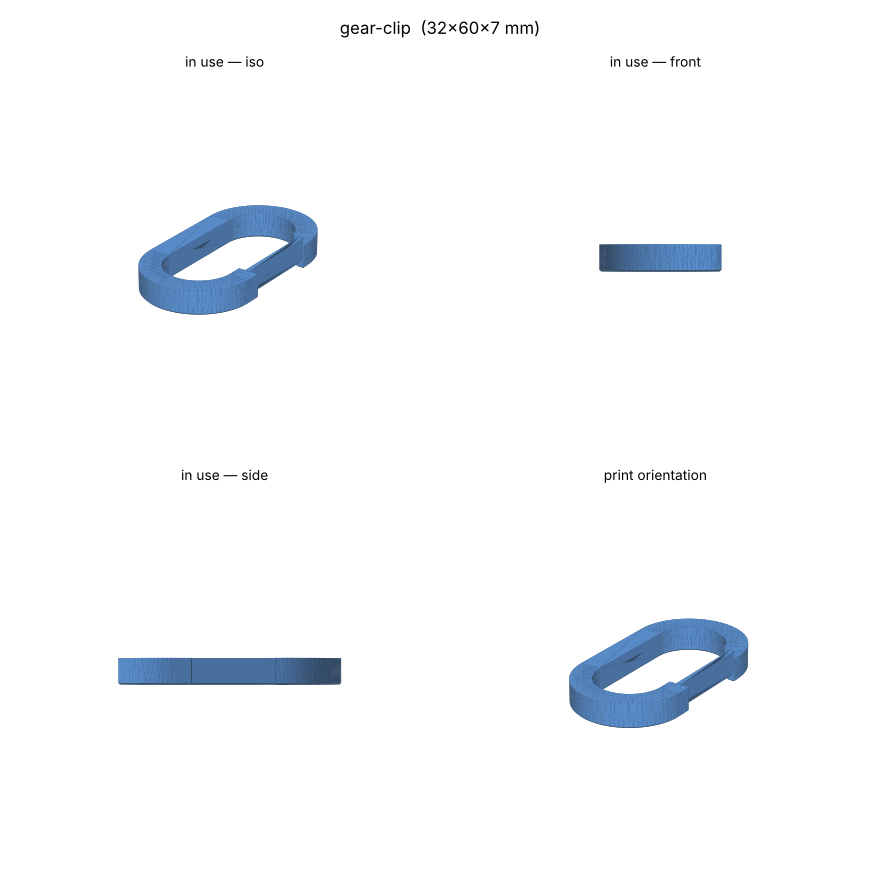 gear-clip (32×60×7 mm)
in use — iso
in use — front
in use — side
print orientation